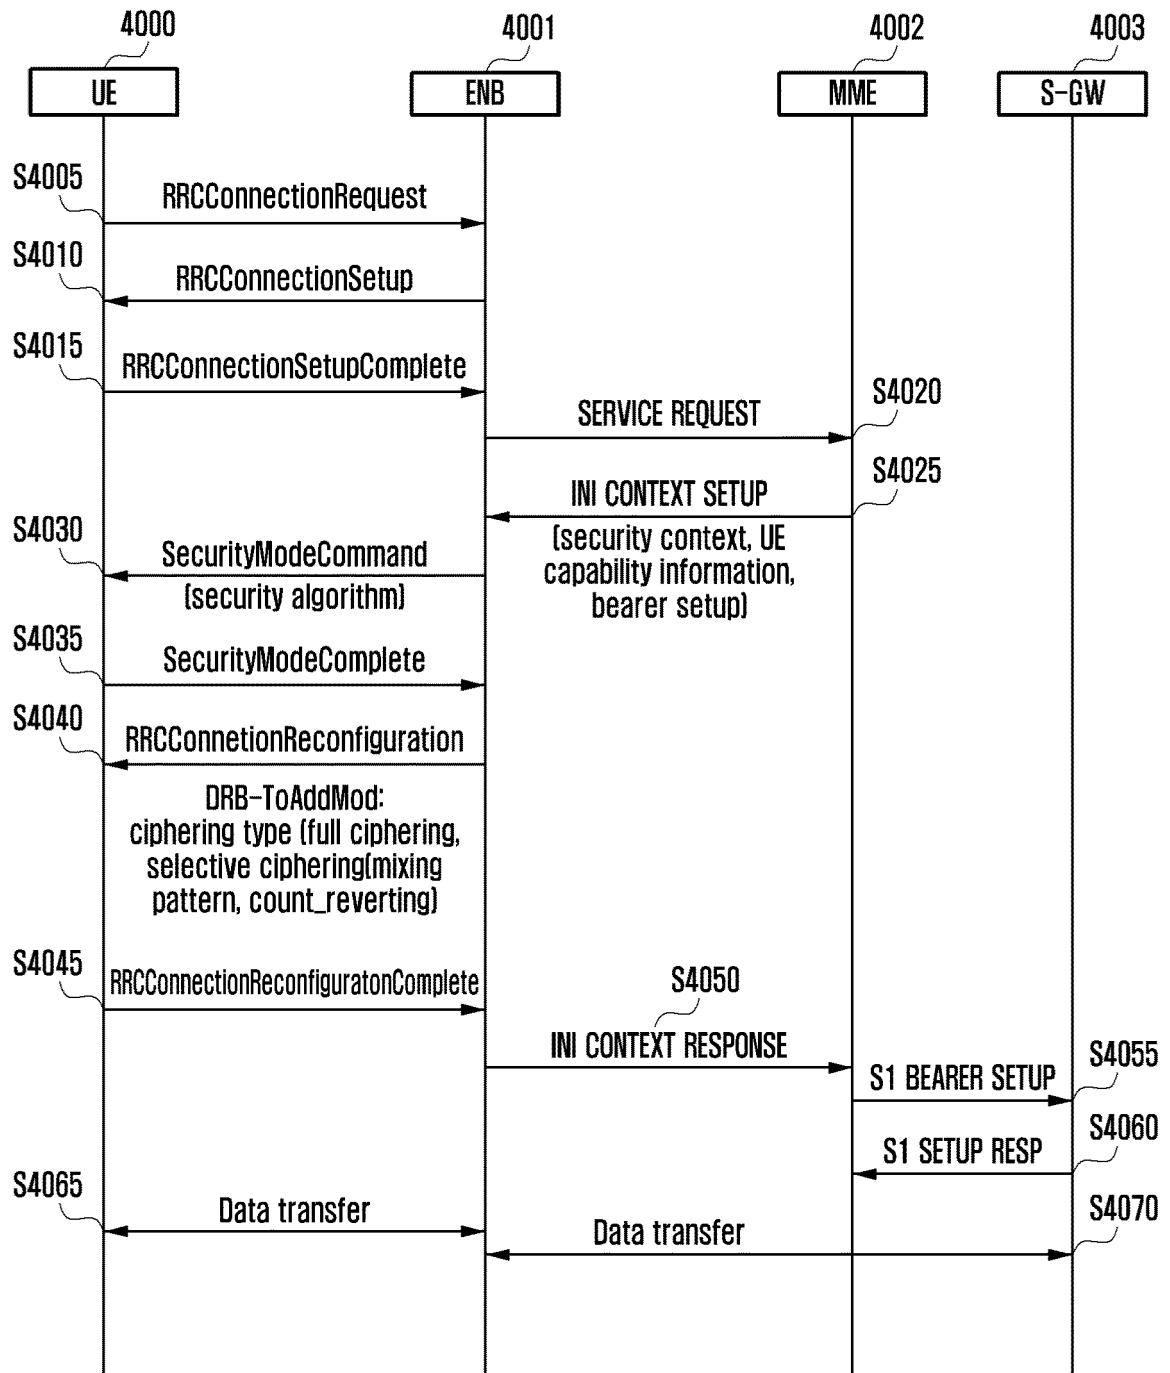 4000
4001
4002
4003
UE
ENB
MME
S-GW
S4005
RRCConnectionRequest
S4010
RRCConnectionSetup
S4015
RRCConnectionSetupComplete
SERVICE REQUEST
S4020
INI CONTEXT SETUP
S4025
(security context, UE
capability information,
bearer setup)
S4030
SecurityModeCommand
(security algorithm)
S4035
SecurityModeComplete
S4040
RRCConnetionReconfiguration
DRB-ToAddMod:
ciphering type (full ciphering,
selective ciphering(mixing
pattern, count_reverting)
S4045
RRCConnectionReconfiguratonComplete
S4050
INI CONTEXT RESPONSE
S1 BEARER SETUP
S4055
S1 SETUP RESP
S4060
S4065
Data transfer
Data transfer
S4070